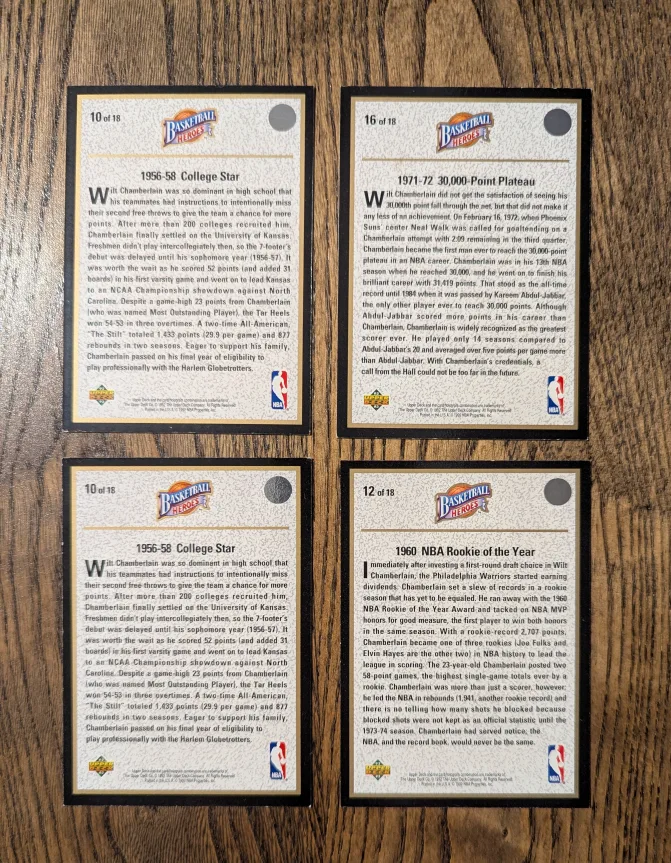 10 of 18
BASKETBALL
HEROES
1956-58 College Star
Wilt Chamberlain was so dominant in high school that
his teammates had instructions to intentionally miss
their second free throws to give the team a chance for more
points. After more than 200 colleges recruited him,
Chamberlain finally settled on the University of Kansas.
Freshmen didn't play intercollegiately then, so the 7-footer's
debut was delayed until his sophomore year (1956-57). It
was worth the wait as he scored 52 points (and added 31
boards) in his first varsity game and went on to lead Kansas
to an NCAA Championship showdown against North
Carolina. Despite a game-high 23 points from Chamberlain
(who was named Most Outstanding Player), the Tar Heels
won 54-53 in three overtimes. A two-time All-American,
"The Stilt" totaled 1,433 points (29.9 per game) and 877
rebounds in two seasons. Eager to support his family,
Chamberlain passed on his final year of eligibility to
play professionally with the Harlem Globetrotters.
UPPER DECK
NBA
16 of 18
BASKETBALL
HEROES
1971-72 30,000-Point Plateau
Wilt Chamberlain did not get the satisfaction of seeing his
30,000th point fall through the net, but that did not make it
any less of an achievement. On February 16, 1972, when Phoenix
Suns' center Neal Walk was called for goaltending on a
Chamberlain attempt with 2:09 remaining in the third quarter,
Chamberlain became the first man ever to reach the 30,000-point
plateau in an NBA career. Chamberlain was in his 13th NBA
season when he reached 30,000, and he went on to finish his
brilliant career with 31,419 points. That stood as the all-time
record until 1984 when it was passed by Kareem Abdul-Jabbar,
the only other player ever to reach 30,000 points. Although
Abdul-Jabbar scored more points in his career than
Chamberlain, Chamberlain is widely recognized as the greatest
scorer ever. He played only 14 seasons compared to
Abdul-Jabbar's 20 and averaged over five points per game more
than Abdul-Jabbar. With Chamberlain's credentials, a
call from the Hall could not be too far in the future.
UPPER DECK
NBA
10 of 18
BASKETBALL
HEROES
1956-58 College Star
Wilt Chamberlain was so dominant in high school that
his teammates had instructions to intentionally miss
their second free throws to give the team a chance for more
points. After more than 200 colleges recruited him,
Chamberlain finally settled on the University of Kansas.
Freshmen didn't play intercollegiately then, so the 7-footer's
debut was delayed until his sophomore year (1956-57). It
was worth the wait as he scored 52 points (and added 31
boards) in his first varsity game and went on to lead Kansas
to an NCAA Championship showdown against North
Carolina. Despite a game-high 23 points from Chamberlain
(who was named Most Outstanding Player), the Tar Heels
won 54-53 in three overtimes. A two-time All-American,
"The Stilt" totaled 1,433 points (29.9 per game) and 877
rebounds in two seasons. Eager to support his family,
Chamberlain passed on his final year of eligibility to
play professionally with the Harlem Globetrotters.
UPPER DECK
NBA
12 of 18
BASKETBALL
HEROES
1960 NBA Rookie of the Year
Immediately after investing a first-round draft choice in Wilt
Chamberlain, the Philadelphia Warriors started earning
dividends. Chamberlain set a slew of records in a rookie
season that has yet to be equaled. He ran away with the 1960
NBA Rookie of the Year Award and tacked on NBA MVP
honors for good measure, the first player to win both honors
in the same season. With a rookie-record 2,707 points,
Chamberlain became one of three rookies (Joe Fulks and
Elvin Hayes are the other two) in NBA history to lead the
league in scoring. The 23-year-old Chamberlain posted two
58-point games, the highest single-game totals ever by a
rookie. Chamberlain was more than just a scorer, however;
he led the NBA in rebounds (1,941, another rookie record) and
there is no telling how many shots he blocked because
blocked shots were not kept as an official statistic until the
1973-74 season. Chamberlain had served notice; the
NBA, and the record book, would never be the same.
UPPER DECK
NBA